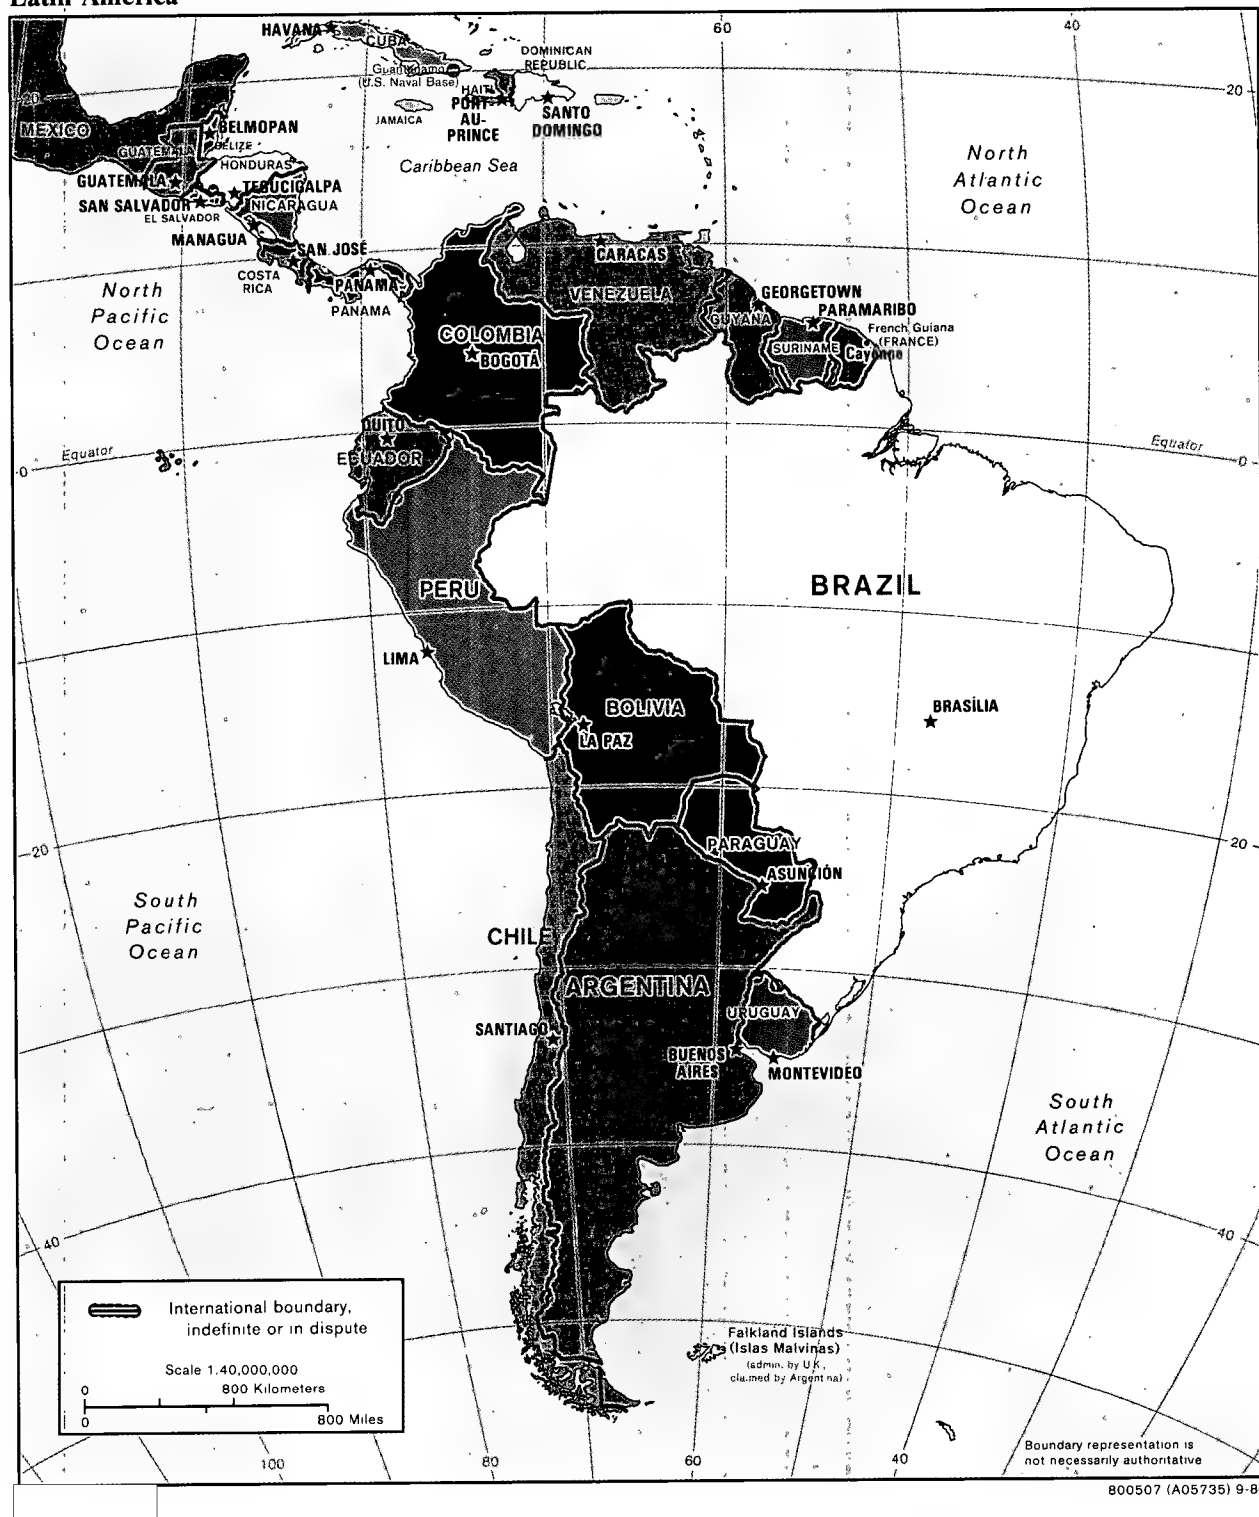 Latin America
HAVANA
CUBA
Guantanamo
(U.S. Naval Base)
DOMINICAN
REPUBLIC
HAITI
PORT-
AU-
PRINCE
SANTO
DOMINGO
JAMAICA
60
40
20
20
MEXICO
BELMOPAN
BELIZE
GUATEMALA
HONDURAS
GUATEMALA
TEGUCIGALPA
SAN SALVADOR
NICARAGUA
EL SALVADOR
MANAGUA
SAN JOSÉ
COSTA
RICA
PANAMA
PANAMA
Caribbean Sea
North
Atlantic
Ocean
North
Pacific
Ocean
CARACAS
VENEZUELA
GEORGETOWN
GUYANA
PARAMARIBO
SURINAME
French Guiana
(FRANCE)
Cayenne
COLOMBIA
BOGOTÁ
QUITO
ECUADOR
Equator
Equator
0
0
PERU
BRAZIL
LIMA
BOLIVIA
LA PAZ
BRASÍLIA
20
20
PARAGUAY
ASUNCIÓN
South
Pacific
Ocean
CHILE
ARGENTINA
URUGUAY
SANTIAGO
BUENOS
AIRES
MONTEVIDEO
South
Atlantic
Ocean
40
40
International boundary,
indefinite or in dispute
Scale 1:40,000,000
0 800 Kilometers
0 800 Miles
Falkland Islands
(Islas Malvinas)
(admin. by U.K.,
claimed by Argentina)
100
80
60
40
Boundary representation is
not necessarily authoritative
800507 (A05735) 9-8